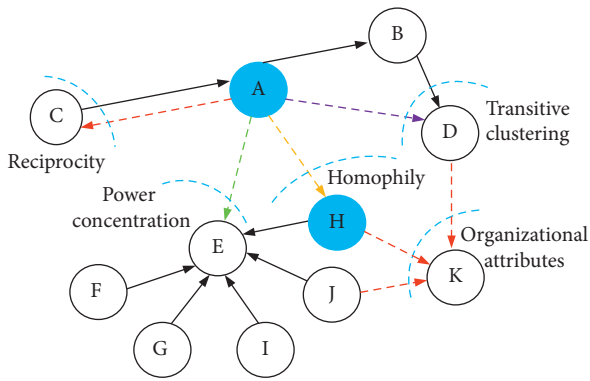 B
A
C
D
Transitive
clustering
Reciprocity
Homophily
Power
concentration
H
E
Organizational
attributes
K
F
J
G
I